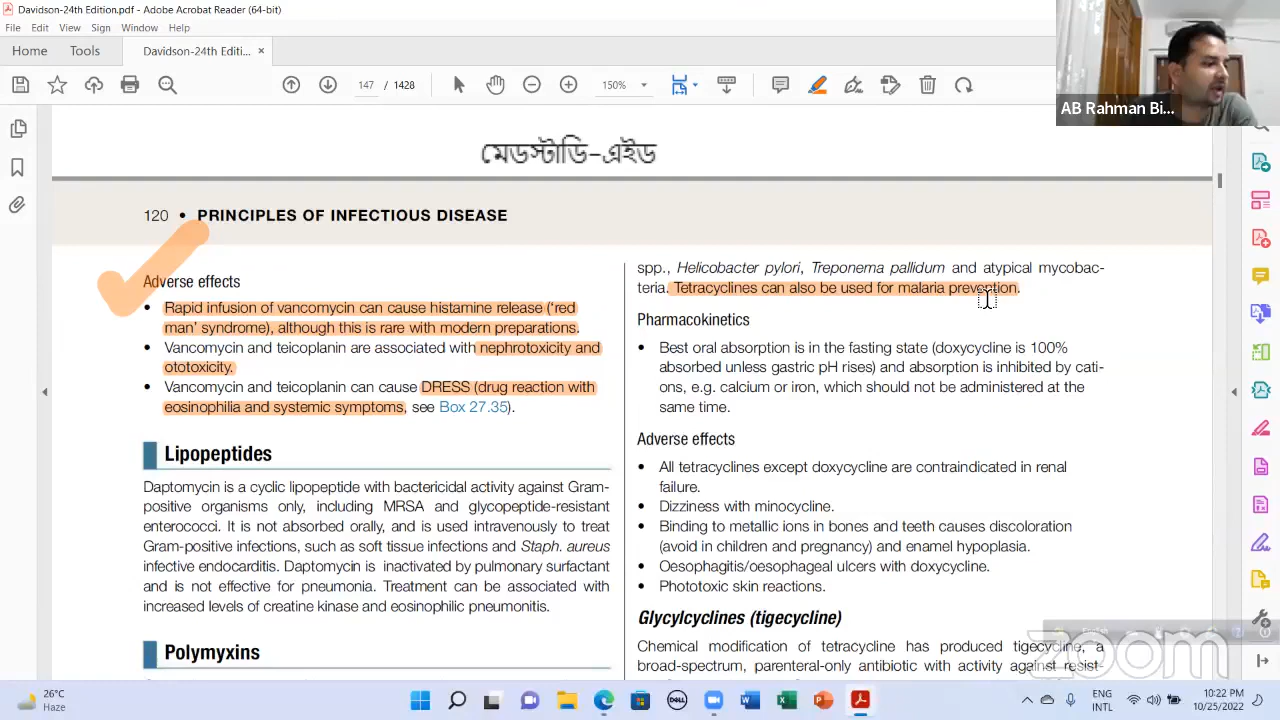 Davidson-24th Edition.pdf - Adobe Acrobat Reader (64-bit)
File Edit View Sign Window Help
Home Tools Davidson-24th Editi... ×
147 / 1428 150%
AB Rahman Bi...
মেডস্টাডি-এইড
120 • PRINCIPLES OF INFECTIOUS DISEASE
Adverse effects
• Rapid infusion of vancomycin can cause histamine release (‘red
man’ syndrome), although this is rare with modern preparations.
• Vancomycin and teicoplanin are associated with nephrotoxicity and
ototoxicity.
• Vancomycin and teicoplanin can cause DRESS (drug reaction with
eosinophilia and systemic symptoms, see Box 27.35).
Lipopeptides
Daptomycin is a cyclic lipopeptide with bactericidal activity against Gram-
positive organisms only, including MRSA and glycopeptide-resistant
enterococci. It is not absorbed orally, and is used intravenously to treat
Gram-positive infections, such as soft tissue infections and Staph. aureus
infective endocarditis. Daptomycin is inactivated by pulmonary surfactant
and is not effective for pneumonia. Treatment can be associated with
increased levels of creatine kinase and eosinophilic pneumonitis.
Polymyxins
spp., Helicobacter pylori, Treponema pallidum and atypical mycobac-
teria. Tetracyclines can also be used for malaria prevention.
Pharmacokinetics
• Best oral absorption is in the fasting state (doxycycline is 100%
absorbed unless gastric pH rises) and absorption is inhibited by cati-
ons, e.g. calcium or iron, which should not be administered at the
same time.
Adverse effects
• All tetracyclines except doxycycline are contraindicated in renal
failure.
• Dizziness with minocycline.
• Binding to metallic ions in bones and teeth causes discoloration
(avoid in children and pregnancy) and enamel hypoplasia.
• Oesophagitis/oesophageal ulcers with doxycycline.
• Phototoxic skin reactions.
Glycylcyclines (tigecycline)
Chemical modification of tetracycline has produced tigecycline, a
broad-spectrum, parenteral-only antibiotic with activity against resist-
zoom
26°C
Haze
ENG
INTL
10:22 PM
10/25/2022